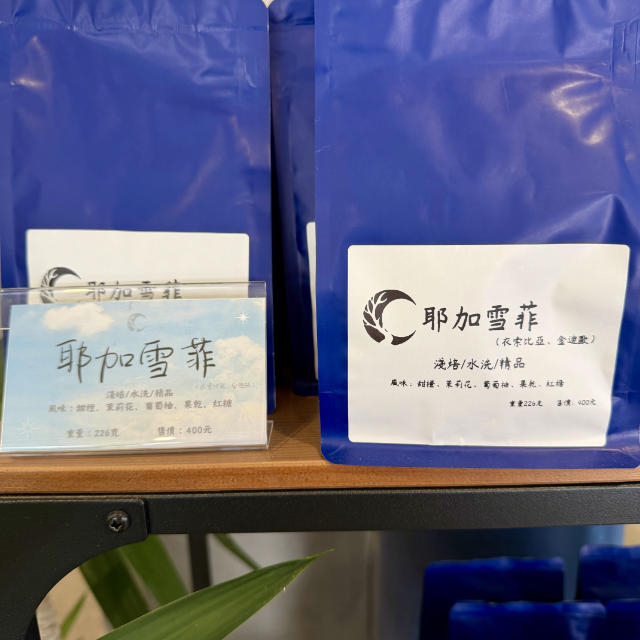 耶加雪菲
耶加雪菲
淺焙/水洗/精品
風味：甜橙、茉莉花、葡萄柚、果乾、紅糖
重量：226克 售價：400元
耶加雪菲
（衣索比亞、金迪歐）
淺焙/水洗/精品
風味：甜橙、茉莉花、葡萄柚、果乾、紅糖
重量226克 售價：400元